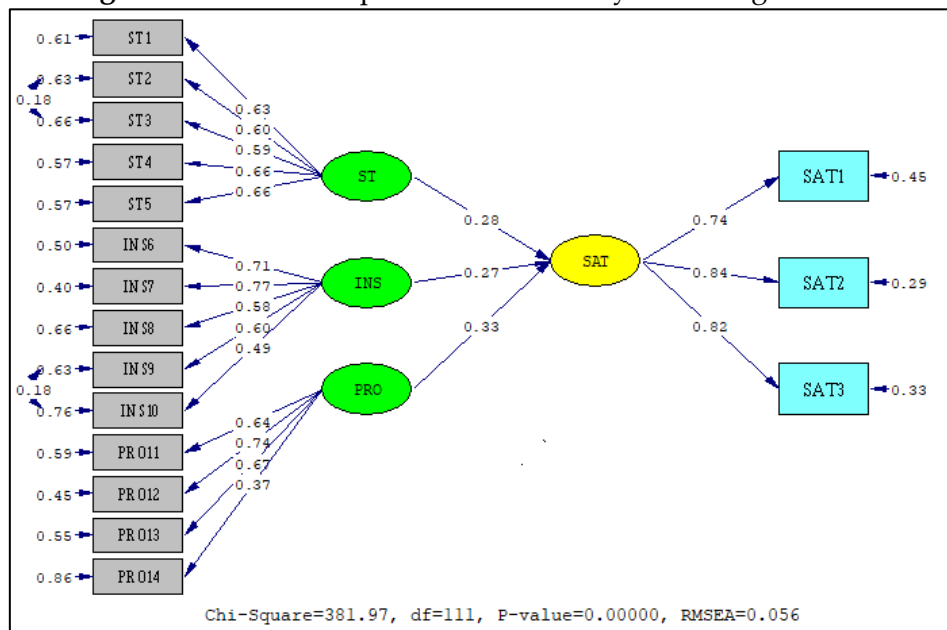 0.61 ST1
0.63 ST2
0.18
0.66 ST3
0.57 ST4
0.57 ST5
0.50 INS6
0.40 INS7
0.66 INS8
0.63 INS9
0.18
0.76 INS10
0.59 PRO11
0.45 PRO12
0.55 PRO13
0.86 PRO14
0.63
0.60
0.59
0.66
0.66
0.71
0.77
0.58
0.60
0.49
0.64
0.74
0.67
0.37
ST
INS
PRO
0.28
0.27
0.33
SAT
0.74
0.84
0.82
SAT1 0.45
SAT2 0.29
SAT3 0.33
Chi-Square=381.97, df=111, P-value=0.00000, RMSEA=0.056